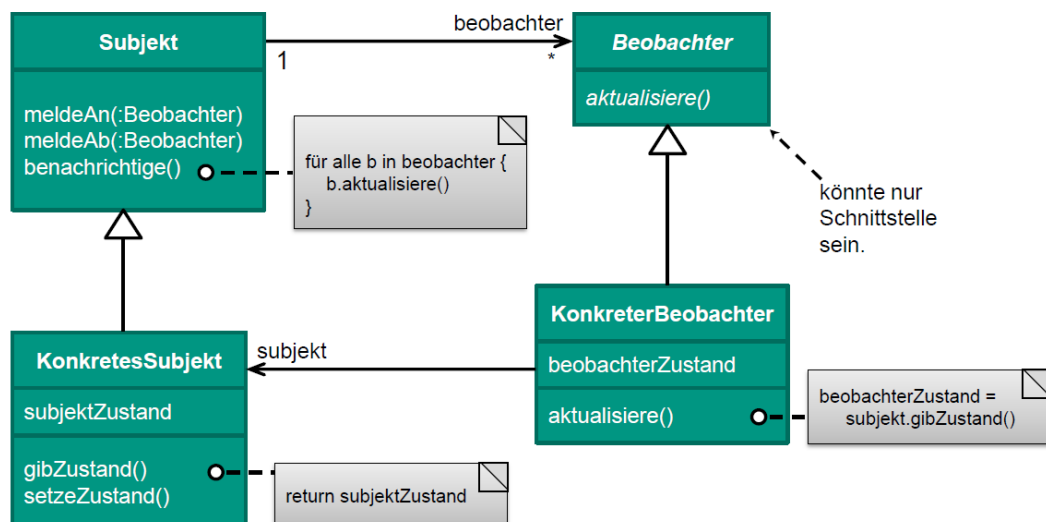 Subjekt
meldeAn(:Beobachter)
meldeAb(:Beobachter)
benachrichtige()
beobachter
1
*
Beobachter
aktualisiere()
für alle b in beobachter {
b.aktualisiere()
}
könnte nur
Schnittstelle
sein.
KonkretesSubjekt
subjektZustand
gibZustand()
setzeZustand()
return subjektZustand
subjekt
KonkreterBeobachter
beobachterZustand
aktualisiere()
beobachterZustand =
subjekt.gibZustand()